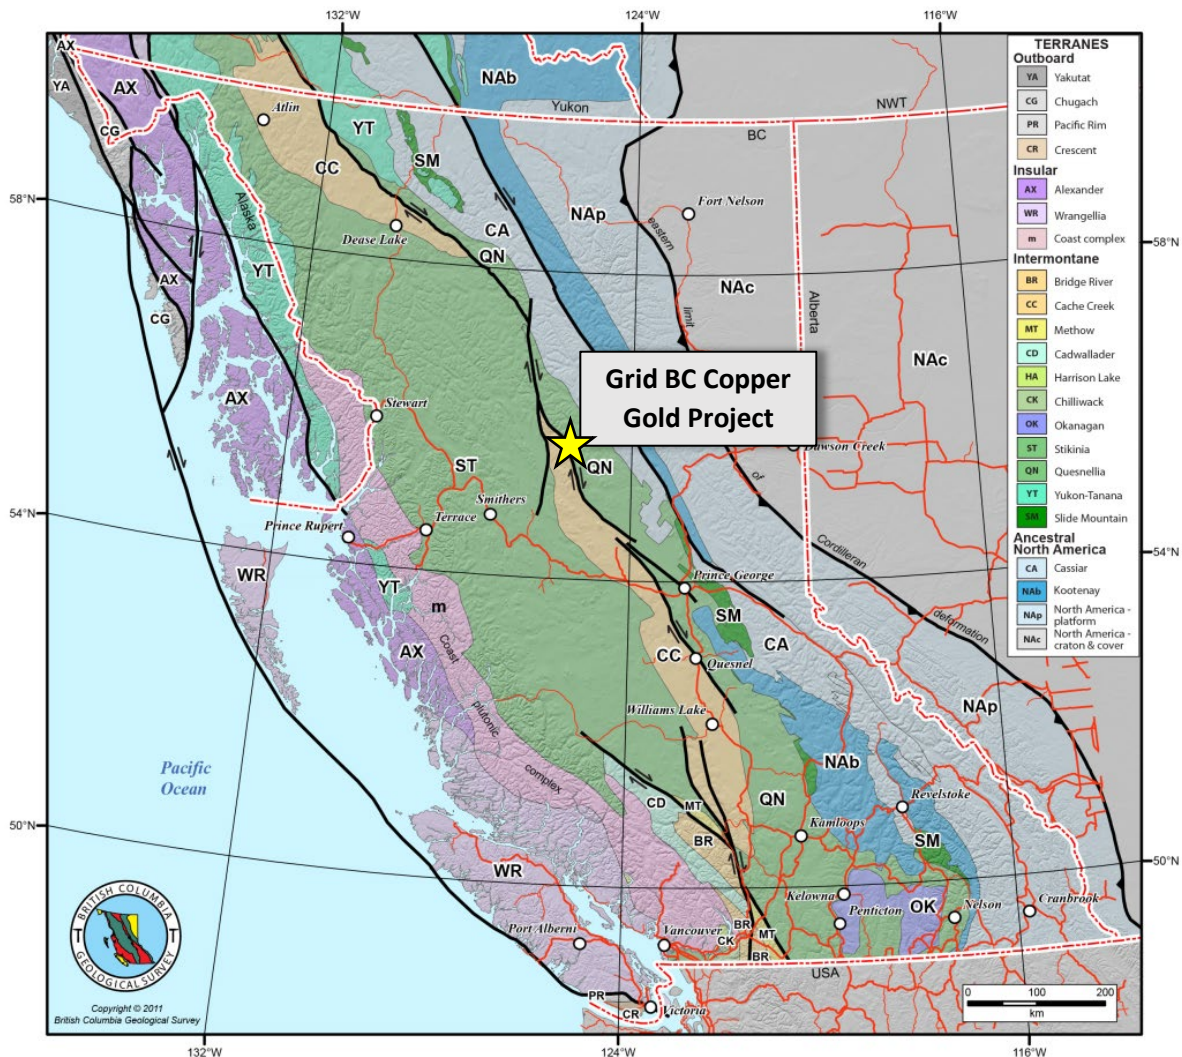 132°W
124°W
116°W
AX
YA
AX
CG
Atlin
YT
NAb
Yukon
NWT
BC
SM
CC
58°N
Alaska
NAp
Fort Nelson
CA
eastern
Dease Lake
QN
58°N
YT
AX
NAc
limit
Alberta
CG
NAc
Grid BC Copper
Gold Project
AX
Stewart
Dawson Creek
ST
QN
of
Smithers
54°N
Terrace
Prince Rupert
Cordilleran
54°N
WR
Prince George
YT
m
SM
deformation
CA
AX
Coast
CC
Quesnel
NAp
plutonic
Williams Lake
Pacific
Ocean
complex
NAb
CD
MT
QN
Revelstoke
50°N
Kamloops
BR
SM
50°N
WR
Kelowna
OK
Cranbrook
Penticton
Nelson
Port Alberni
Vancouver
BR
CK
MT
BR
USA
PR
CR
Victoria
BRITISH COLUMBIA
GEOLOGICAL SURVEY
Copyright © 2011
British Columbia Geological Survey
0 100 200
km
132°W
124°W
116°W
TERRANES
Outboard
YA Yakutat
CG Chugach
PR Pacific Rim
CR Crescent
Insular
AX Alexander
WR Wrangellia
m Coast complex
Intermontane
BR Bridge River
CC Cache Creek
MT Methow
CD Cadwallader
HA Harrison Lake
CK Chilliwack
OK Okanagan
ST Stikinia
QN Quesnellia
YT Yukon-Tanana
SM Slide Mountain
Ancestral
North America
CA Cassiar
NAb Kootenay
NAp North America -
platform
NAc North America -
craton & cover